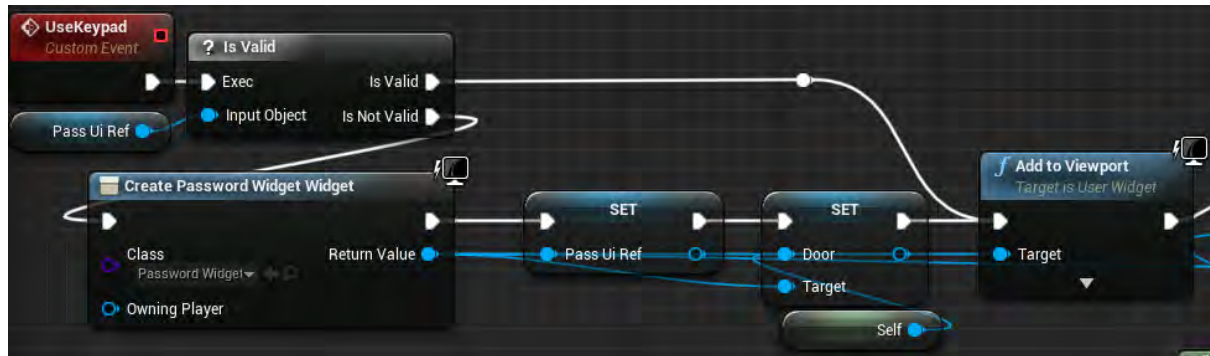 UseKeypad
Custom Event
? Is Valid
Exec
Is Valid
Input Object
Is Not Valid
Pass Ui Ref
Create Password Widget Widget
Class
Password Widget
Return Value
Owning Player
SET
Pass Ui Ref
SET
Door
Target
Self
f Add to Viewport
Target is User Widget
Target